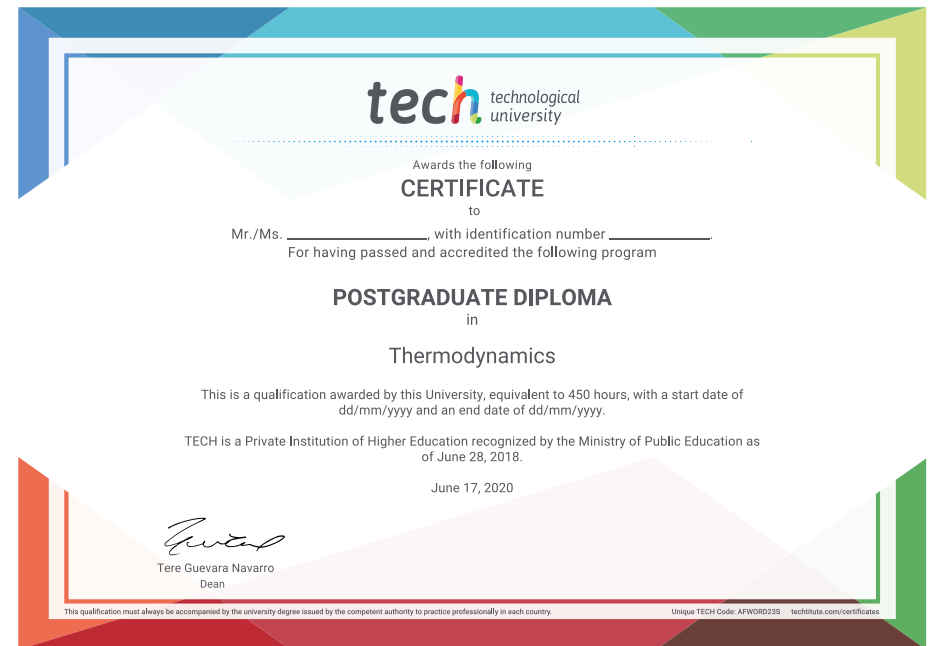 tech technological
university
Awards the following
CERTIFICATE
to
Mr./Ms. ____________________, with identification number ______________.
For having passed and accredited the following program
POSTGRADUATE DIPLOMA
in
Thermodynamics
This is a qualification awarded by this University, equivalent to 450 hours, with a start date of
dd/mm/yyyy and an end date of dd/mm/yyyy.
TECH is a Private Institution of Higher Education recognized by the Ministry of Public Education as
of June 28, 2018.
June 17, 2020
Tere Guevara Navarro
Dean
This qualification must always be accompanied by the university degree issued by the competent authority to practice professionally in each country.
Unique TECH Code: AFWORD23S techtitute.com/certificates